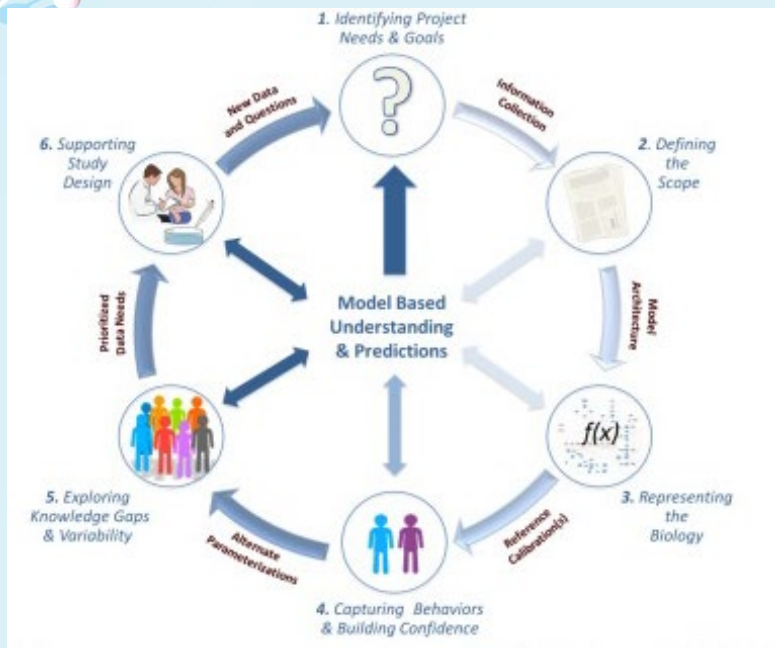 1. Identifying Project
Needs & Goals
Information
Collection
2. Defining
the
Scope
Model
Architecture
f(x)
3. Representing
the
Biology
Reference
Calibration(s)
4. Capturing Behaviors
& Building Confidence
Alternate
Parameterizations
5. Exploring
Knowledge Gaps
& Variability
Prioritized
Data Needs
6. Supporting
Study
Design
New Data
and Questions
Model Based
Understanding
& Predictions